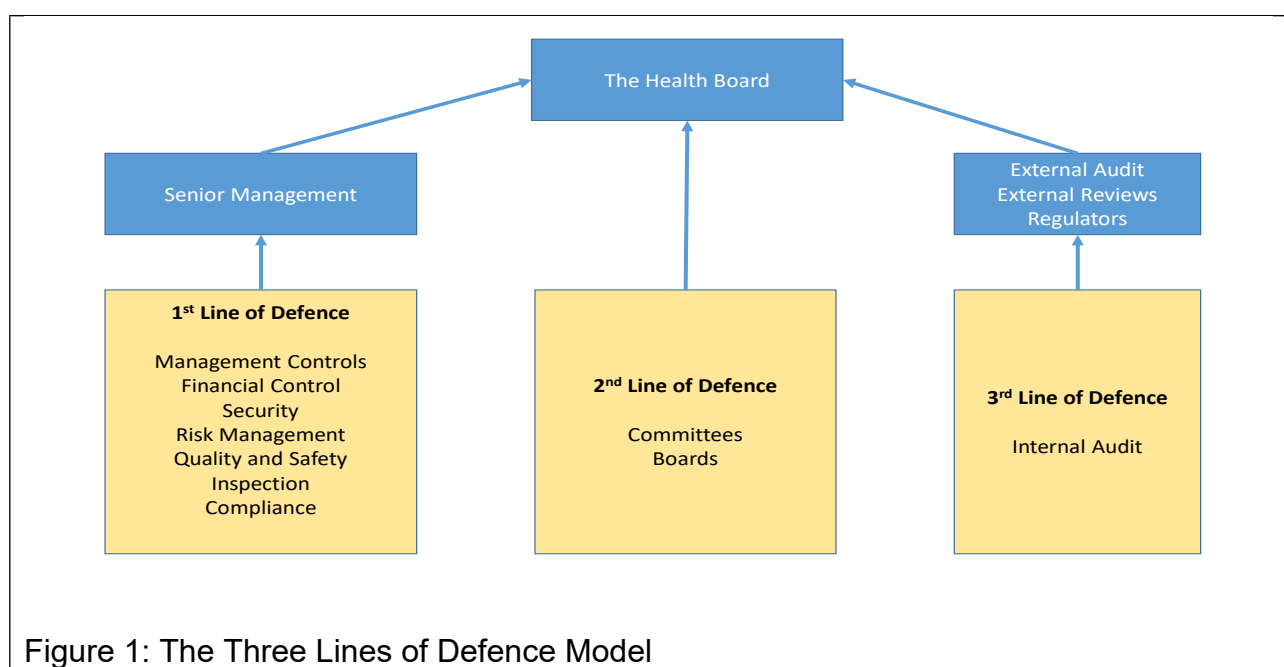 The Health Board
Senior Management
External Audit
External Reviews
Regulators
1st Line of Defence
Management Controls
Financial Control
Security
Risk Management
Quality and Safety
Inspection
Compliance
2nd Line of Defence
Committees
Boards
3rd Line of Defence
Internal Audit
Figure 1: The Three Lines of Defence Model